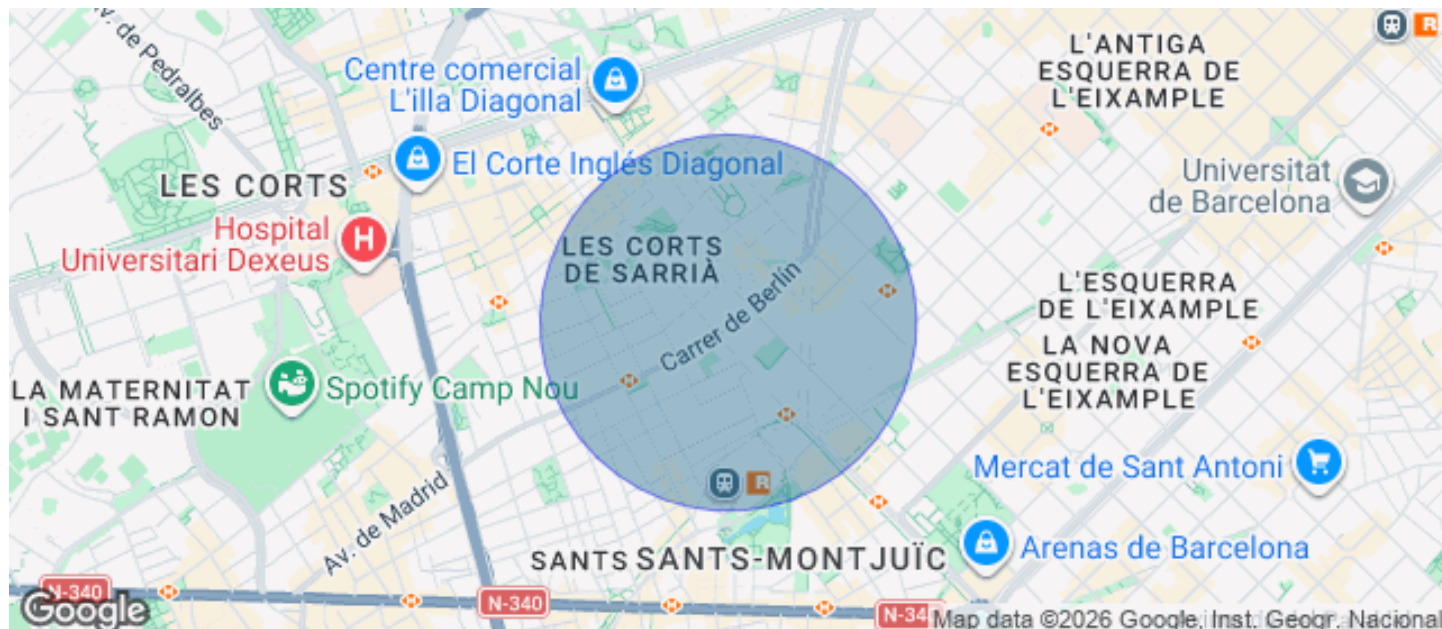 Av. de Pedralbes
Centre comercial
L'illa Diagonal
L'ANTIGA
ESQUERRA DE
L'EIXAMPLE
R
El Corte Inglés Diagonal
LES CORTS
Universitat
de Barcelona
Hospital
Universitari Dexeus
H
LES CORTS
DE SARRIÀ
Carrer de Berlín
L'ESQUERRA
DE L'EIXAMPLE
LA NOVA
ESQUERRA DE
L'EIXAMPLE
LA MATERNITAT
I SANT RAMON
Spotify Camp Nou
Mercat de Sant Antoni
R
Av. de Madrid
SANTS
SANTS-MONTJUÏC
Arenas de Barcelona
N-340
N-340
N-34
Google
Map data ©2026 Google, Inst. Geogr. Nacional